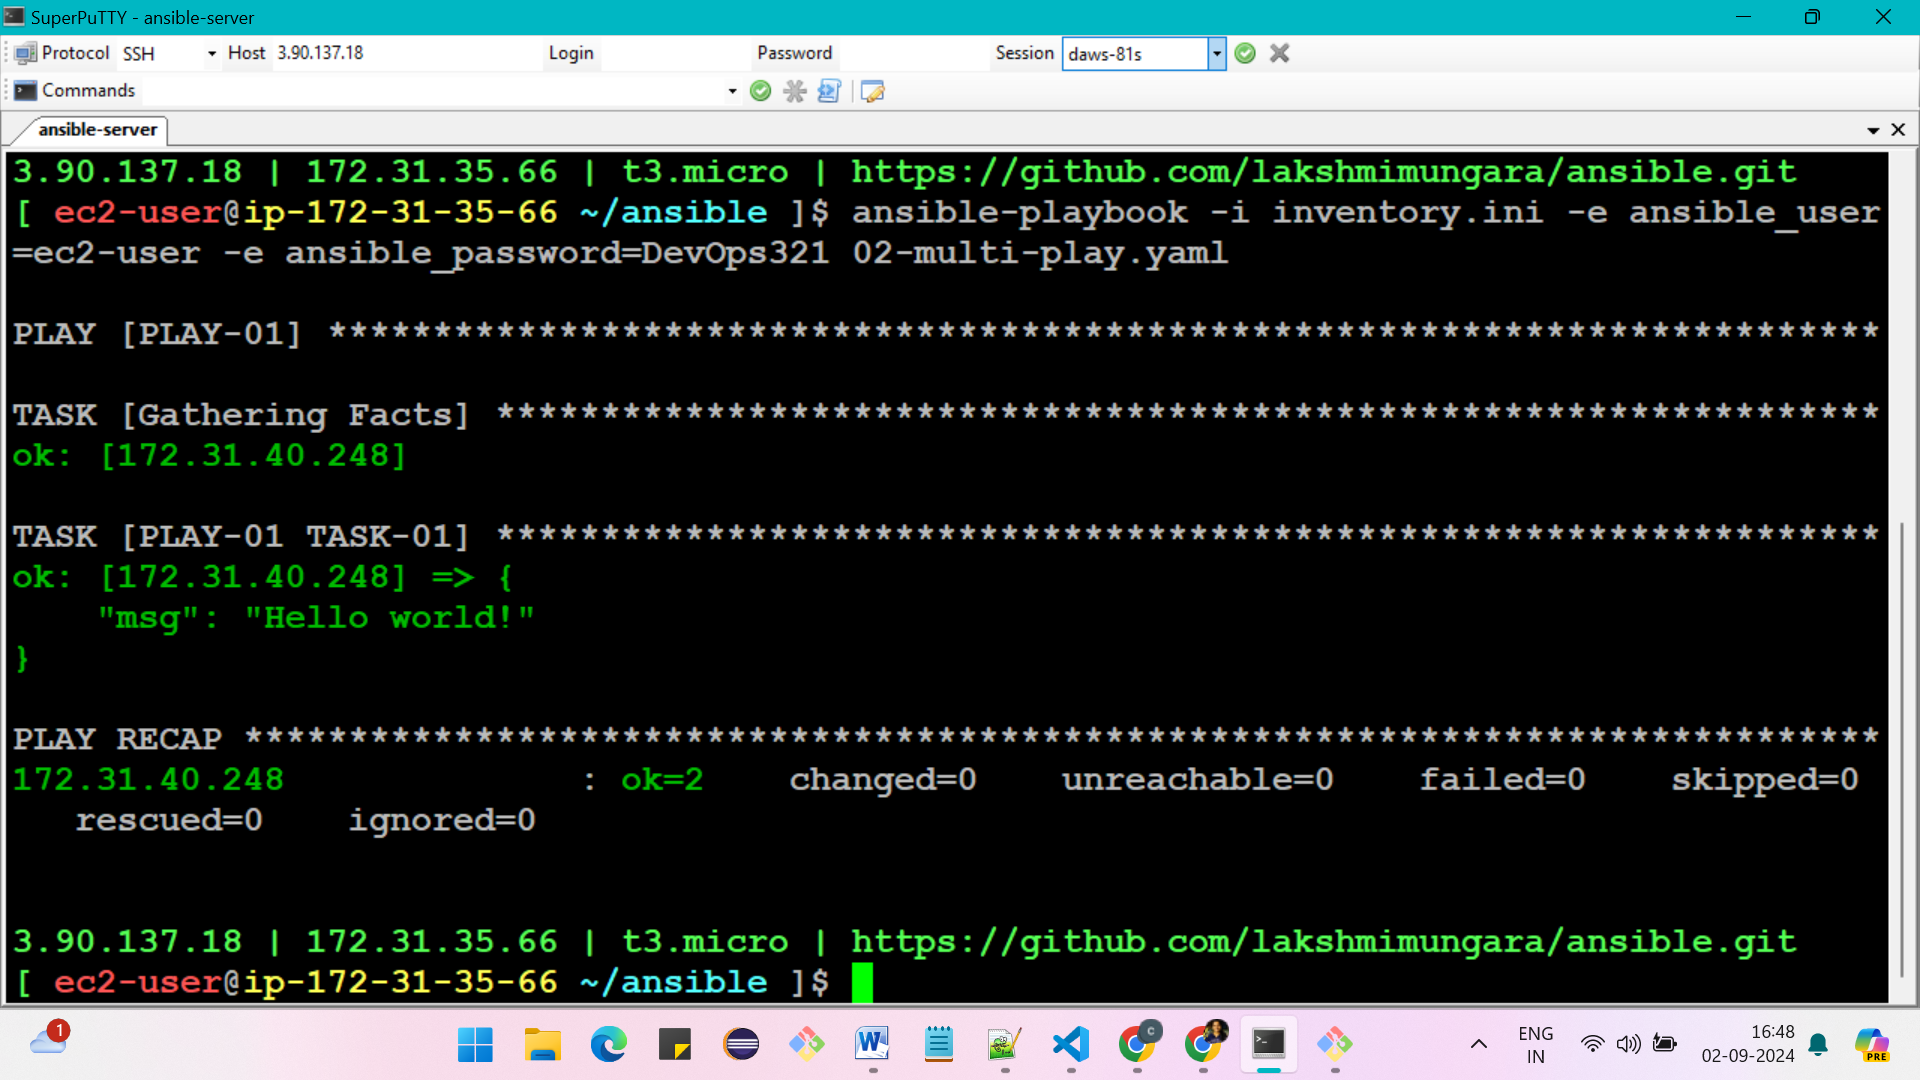 SuperPuTTY - ansible-server
Protocol SSH Host 3.90.137.18 Login Password Session daws-81s
Commands
ansible-server
3.90.137.18 | 172.31.35.66 | t3.micro | https://github.com/lakshmimungara/ansible.git
[ ec2-user@ip-172-31-35-66 ~/ansible ]$ ansible-playbook -i inventory.ini -e ansible_user
=ec2-user -e ansible_password=DevOps321 02-multi-play.yaml
PLAY [PLAY-01] **************************************************************************
TASK [Gathering Facts] ******************************************************************
ok: [172.31.40.248]
TASK [PLAY-01 TASK-01] ******************************************************************
ok: [172.31.40.248] => {
    "msg": "Hello world!"
}
PLAY RECAP ******************************************************************************
172.31.40.248              : ok=2    changed=0    unreachable=0    failed=0    skipped=0
   rescued=0    ignored=0
3.90.137.18 | 172.31.35.66 | t3.micro | https://github.com/lakshmimungara/ansible.git
[ ec2-user@ip-172-31-35-66 ~/ansible ]$
1
W
C
PRE
ENG
IN
16:48
02-09-2024